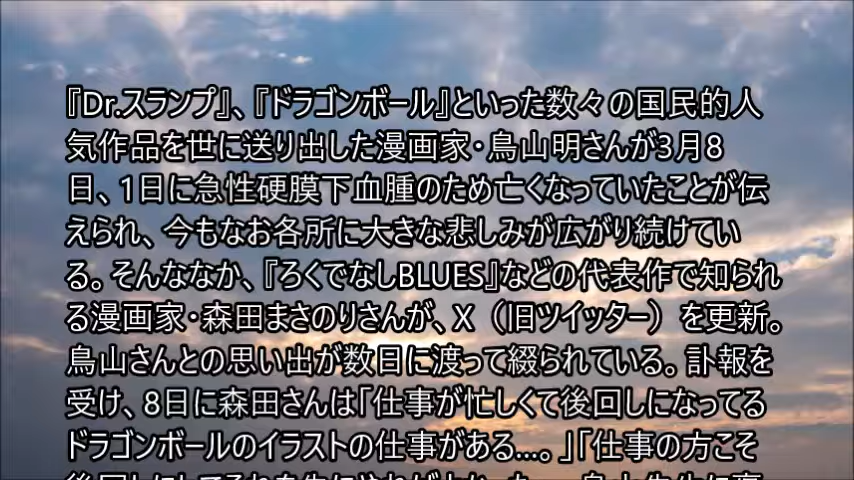 『Dr.スランプ』、『ドラゴンボール』といった数々の国民的人
気作品を世に送り出した漫画家・鳥山明さんが3月8
日、1日に急性硬膜下血腫のため亡くなっていたことが伝
えられ、今もなお各所に大きな悲しみが広がり続けてい
る。そんななか、『ろくでなしBLUES』などの代表作で知られ
る漫画家・森田まさのりさんが、X（旧ツイッター）を更新。
鳥山さんとの思い出が数日に渡って綴られている。訃報を
受け、8日に森田さんは「仕事が忙しくて後回しになってる
ドラゴンボールのイラストの仕事がある…。」「仕事の方こそ